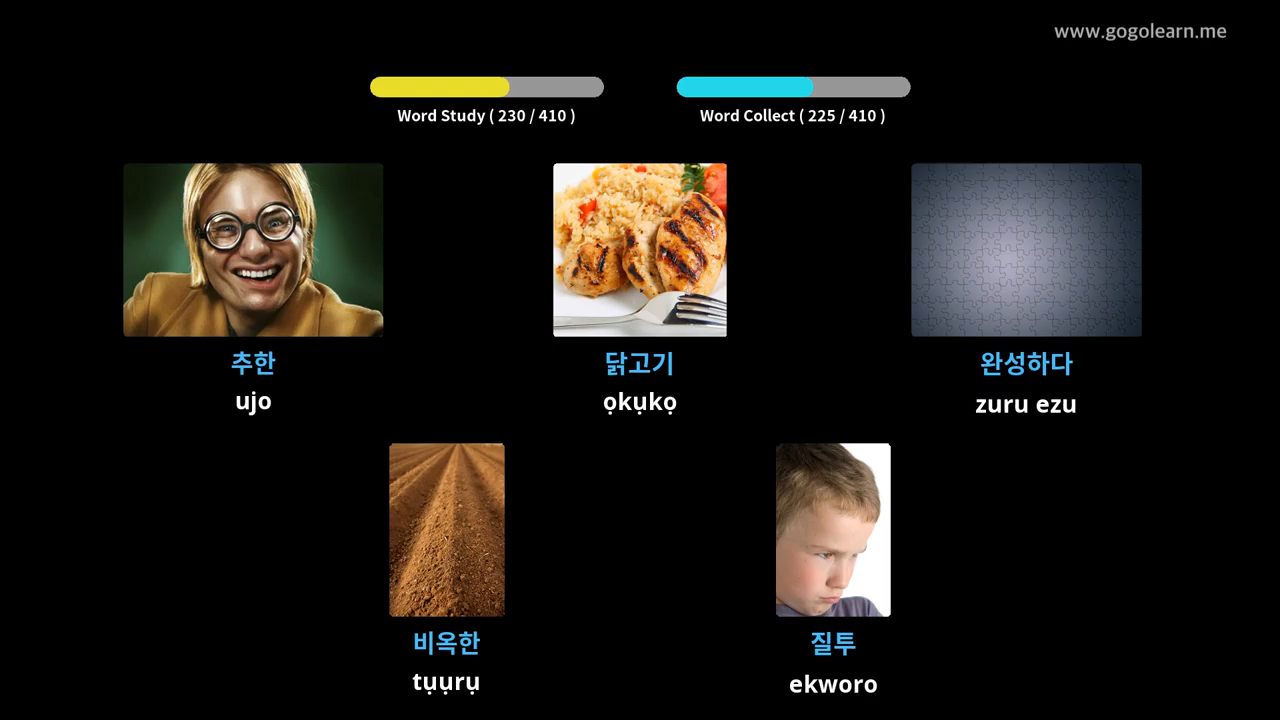 www.gogolearn.me
Word Study ( 230 / 410 )
Word Collect ( 225 / 410 )
추한
ujo
닭고기
ọkụkọ
완성하다
zuru ezu
비옥한
tụụrụ
질투
ekworo